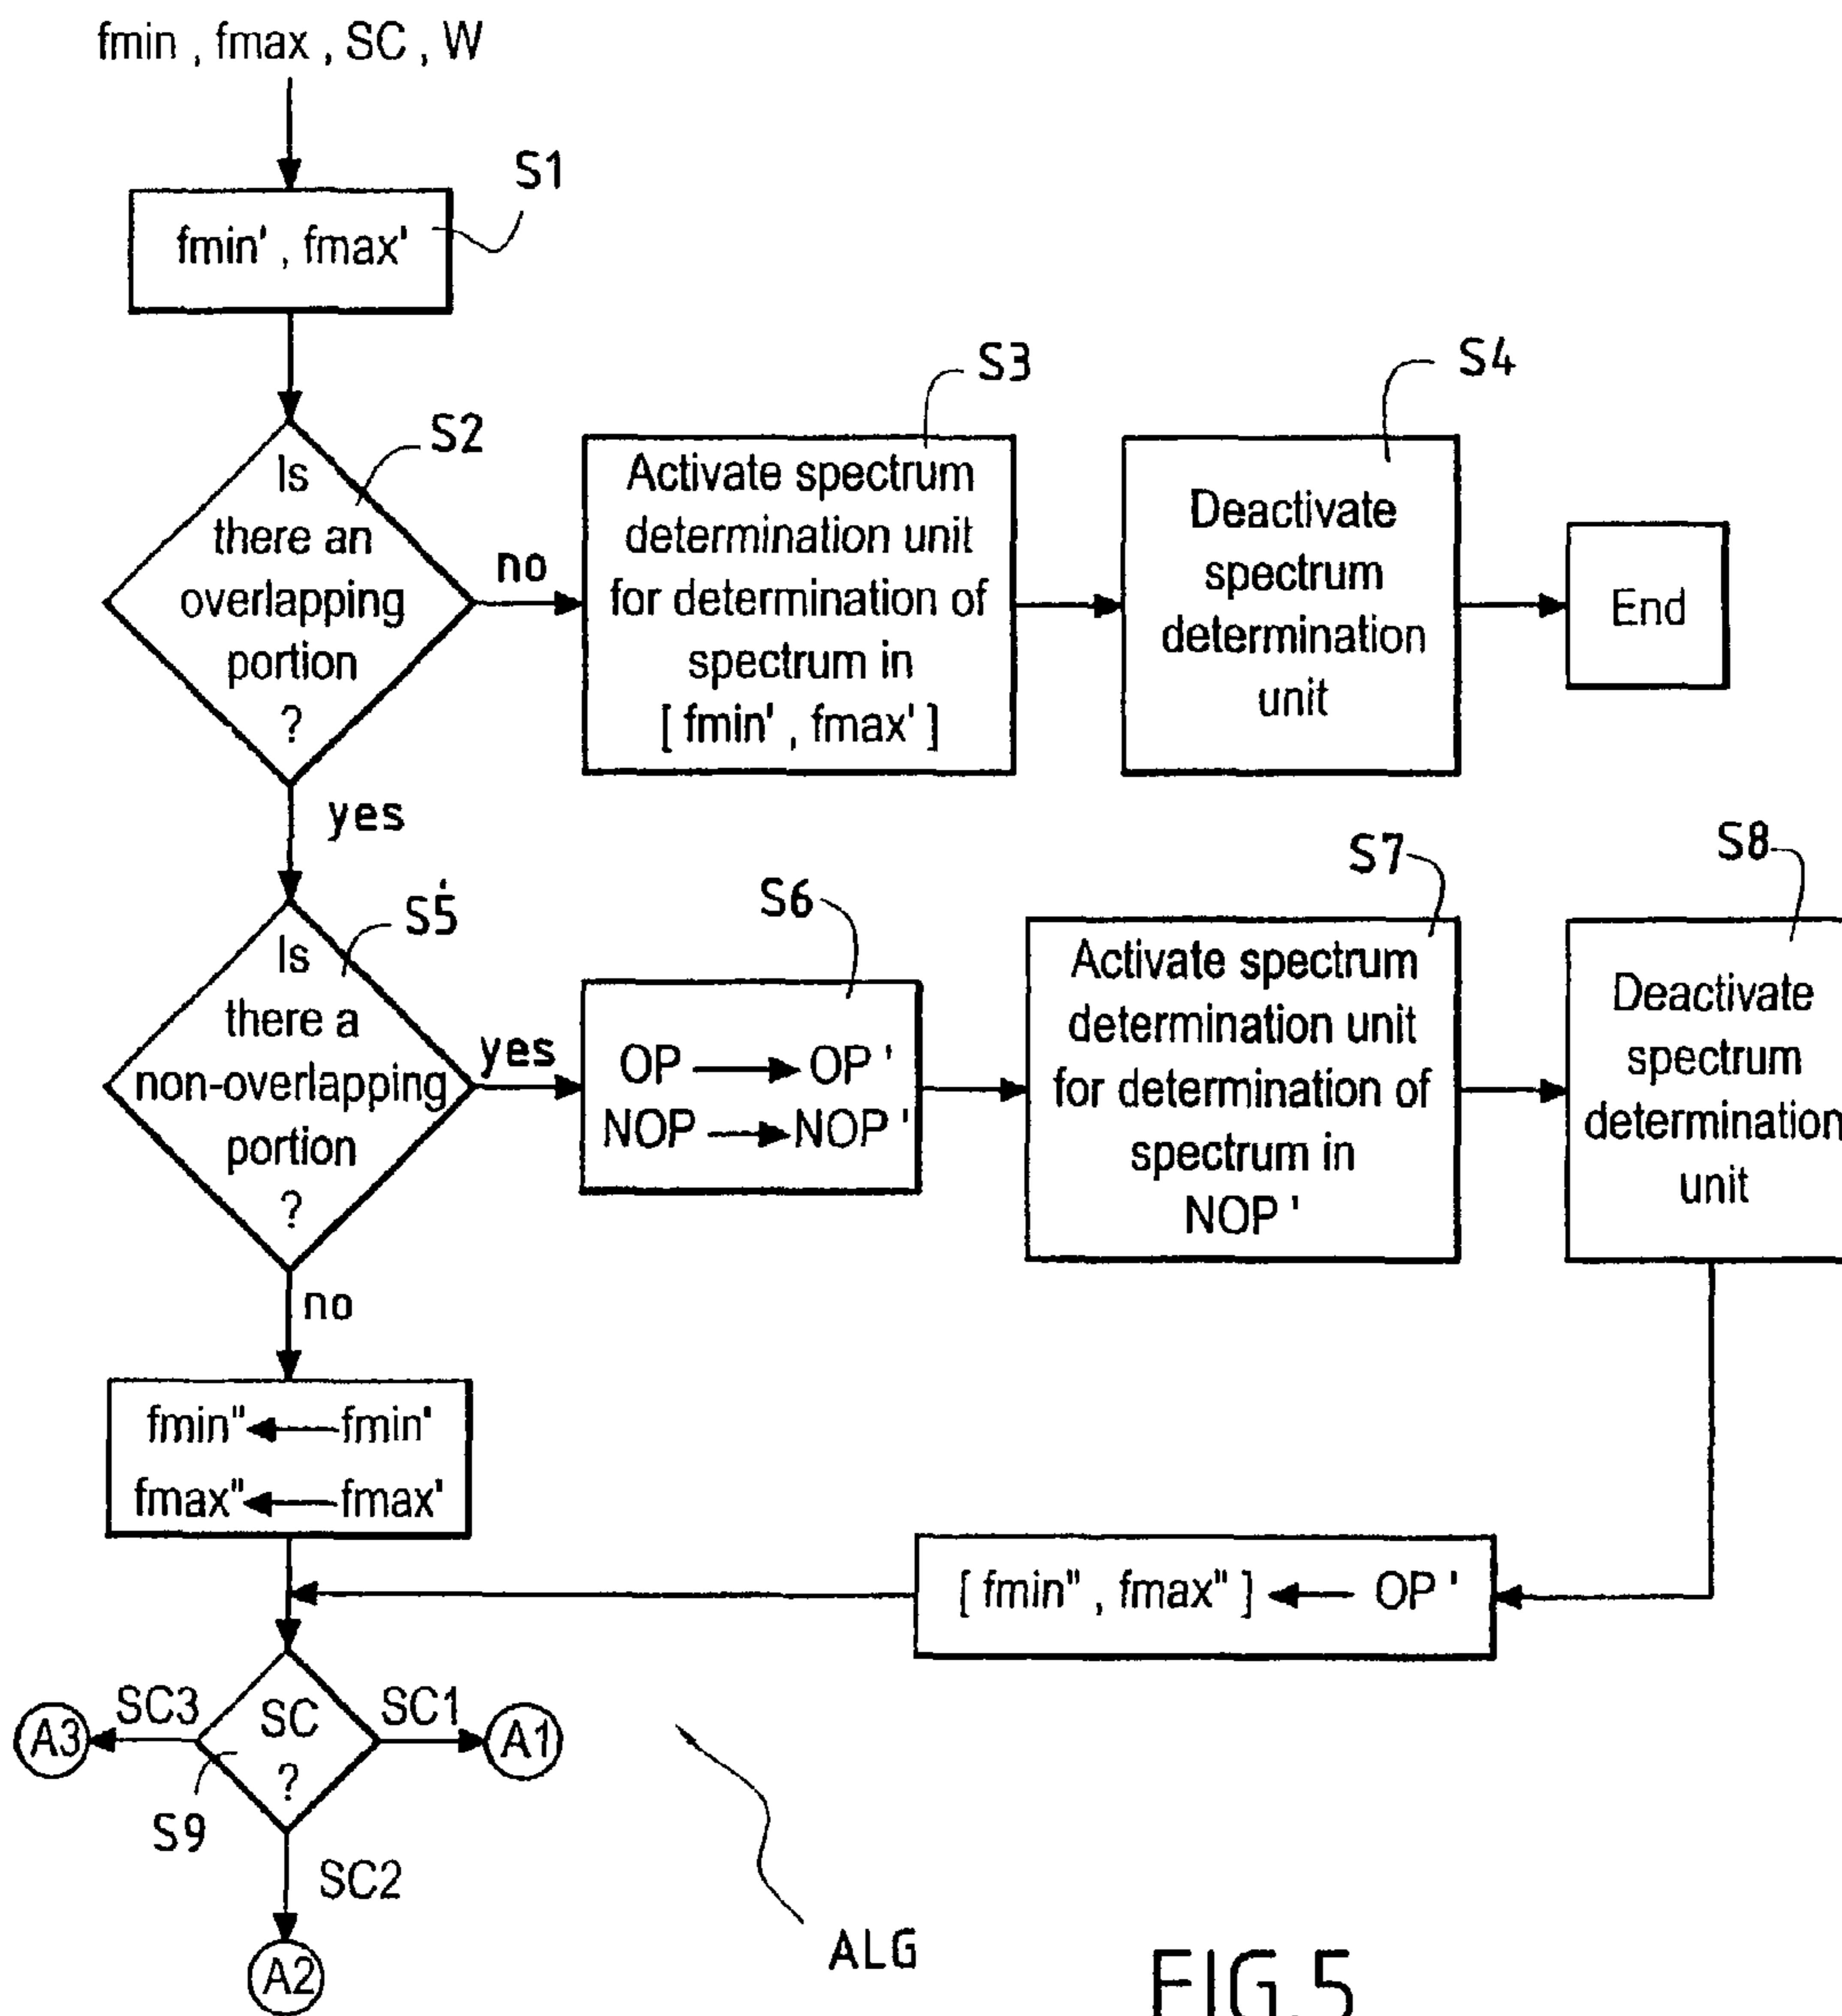 fmin , fmax , SC , W
S1
fmin' , fmax'
S2
Is
there an
overlapping
portion
?
no
yes
S3
Activate spectrum
determination unit
for determination of
spectrum in
[ fmin' , fmax' ]
S4
Deactivate
spectrum
determination
unit
End
S5
Is
there a
non-overlapping
portion
?
yes
no
S6
OP → OP '
NOP → NOP '
S7
Activate spectrum
determination unit
for determination of
spectrum in
NOP '
S8
Deactivate
spectrum
determination
unit
fmin" ← fmin'
fmax" ← fmax'
[ fmin" , fmax" ] ← OP '
SC
?
SC3
A3
SC1
A1
S9
SC2
A2
ALG
FIG.5